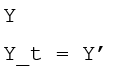 Y
Y_t = Y’